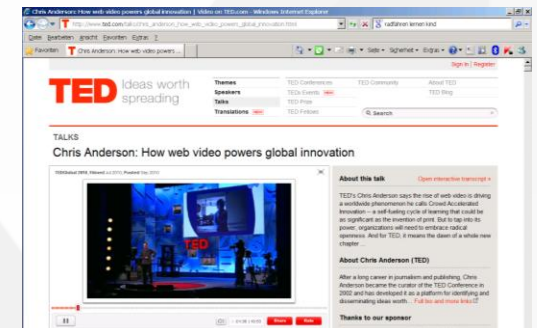 Chris Anderson: How web video powers global innovation | Video on TED.com - Windows Internet Explorer
radfahren lernen kind
Datei Bearbeiten Ansicht Favoriten Extras ?
Favoriten Chris Anderson: How web video powers ...
Seite Sicherheit Extras
Sign in | Register
TED Ideas worth spreading
Themes TED Conferences TED Community About TED
Speakers TEDx Events TED Blog
Talks TED Prize
Translations TED Fellows Search
TALKS
Chris Anderson: How web video powers global innovation
About this talk Open interactive transcript »
TED's Chris Anderson says the rise of web video is driving
a worldwide phenomenon he calls Crowd Accelerated
Innovation -- a self-fueling cycle of learning that could be
as significant as the invention of print. But to tap into its
power, organizations will need to embrace radical
openness. And for TED, it means the dawn of a whole new
chapter ...
About Chris Anderson (TED)
After a long career in journalism and publishing, Chris
Anderson became the curator of the TED Conference in
2002 and has developed it as a platform for identifying and
disseminating ideas worth... Full bio and more links
Thanks to our sponsor
TED
Share Rate